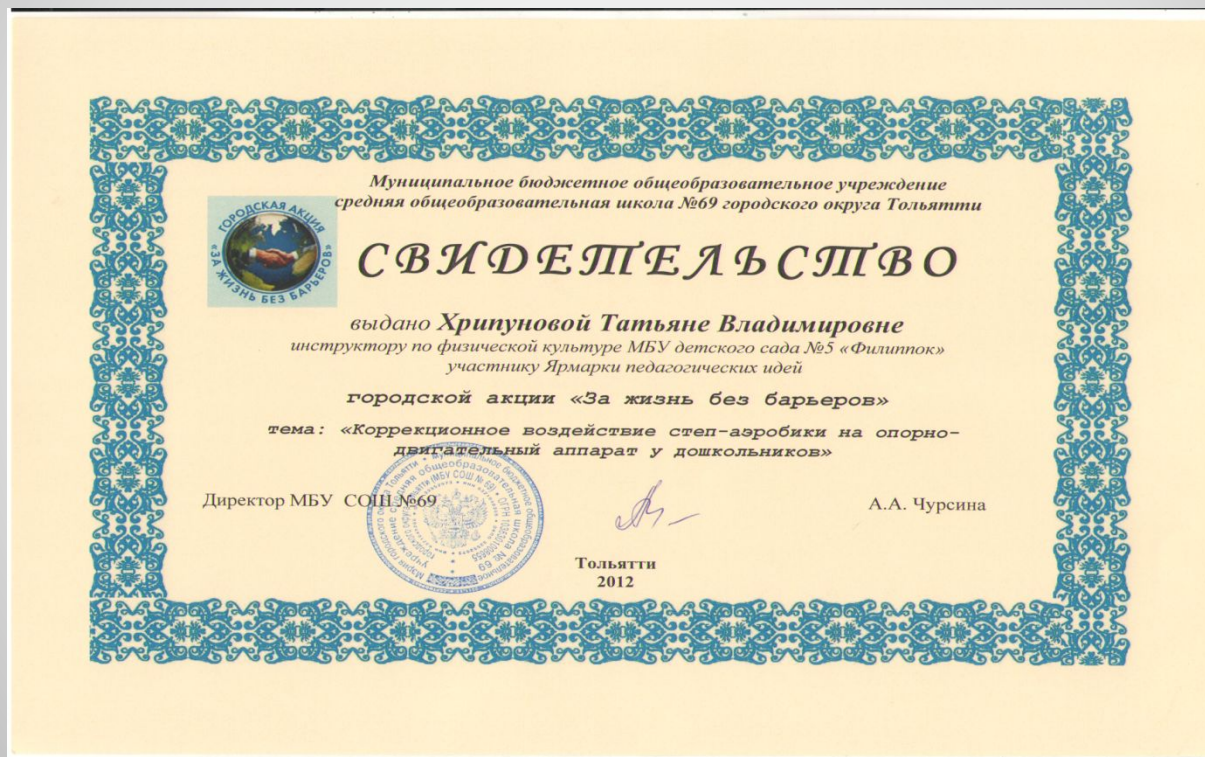 Муниципальное бюджетное общеобразовательное учреждение
средняя общеобразовательная школа №69 городского округа Тольятти
ГОРОДСКАЯ АКЦИЯ
«ЗА ЖИЗНЬ БЕЗ БАРЬЕРОВ»
СВИДЕТЕЛЬСТВО
выдано Хрипуновой Татьяне Владимировне
инструктору по физической культуре МБУ детского сада №5 «Филиппок»
участнику Ярмарки педагогических идей
городской акции «За жизнь без барьеров»
тема: «Коррекционное воздействие степ-аэробики на опорно-
двигательный аппарат у дошкольников»
Директор МБУ СОШ №69
А.А. Чурсина
Тольятти
2012